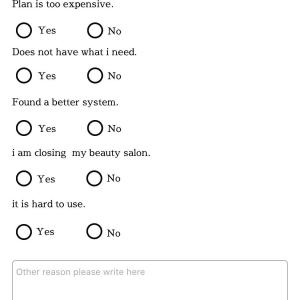 Plan is too expensive.
Yes No
Does not have what i need.
Yes No
Found a better system.
Yes No
i am closing my beauty salon.
Yes No
it is hard to use.
Yes No
Other reason please write here